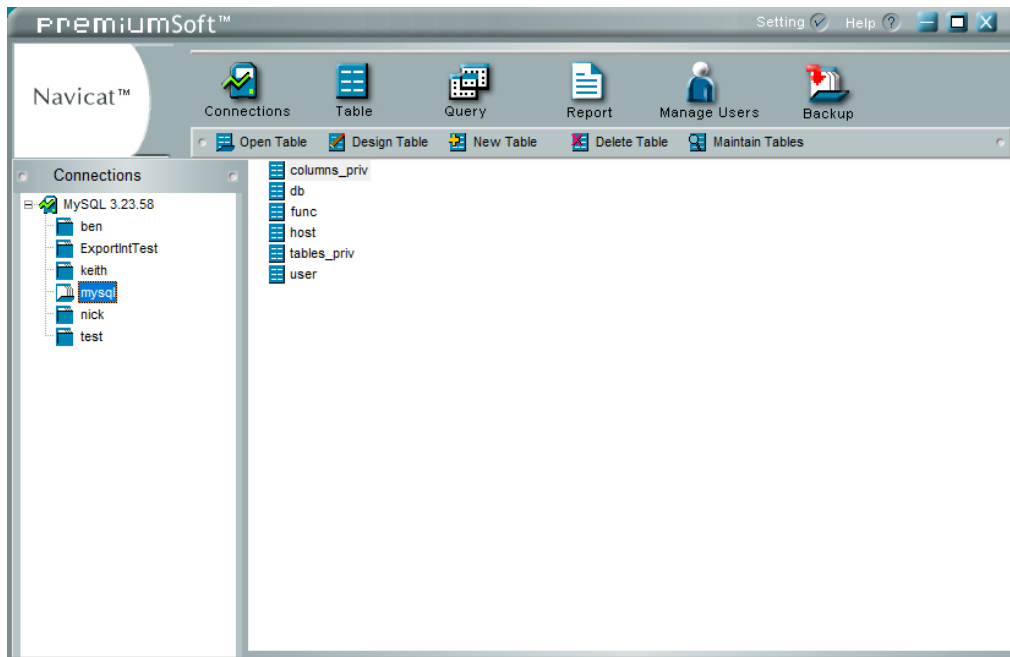 PremiumSoft™
Setting Help ?
Navicat™
Connections Table Query Report Manage Users Backup
Open Table Design Table New Table Delete Table Maintain Tables
Connections
MySQL 3.23.58
ben
ExportIntTest
keith
mysql
nick
test
columns_priv
db
func
host
tables_priv
user